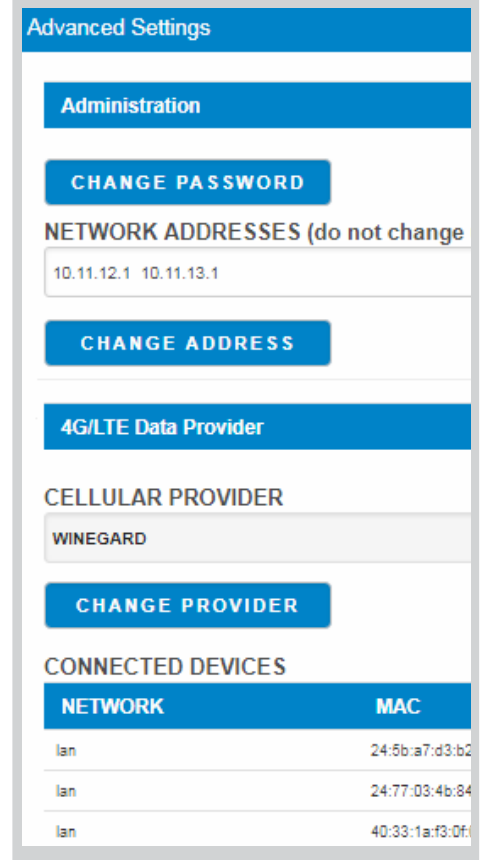 Advanced Settings
Administration
CHANGE PASSWORD
NETWORK ADDRESSES (do not change
10.11.12.1 10.11.13.1
CHANGE ADDRESS
4G/LTE Data Provider
CELLULAR PROVIDER
WINEGARD
CHANGE PROVIDER
CONNECTED DEVICES
NETWORK MAC
lan 24:5b:a7:d3:b2
lan 24:77:03:4b:84
lan 40:33:1a:f3:0f: